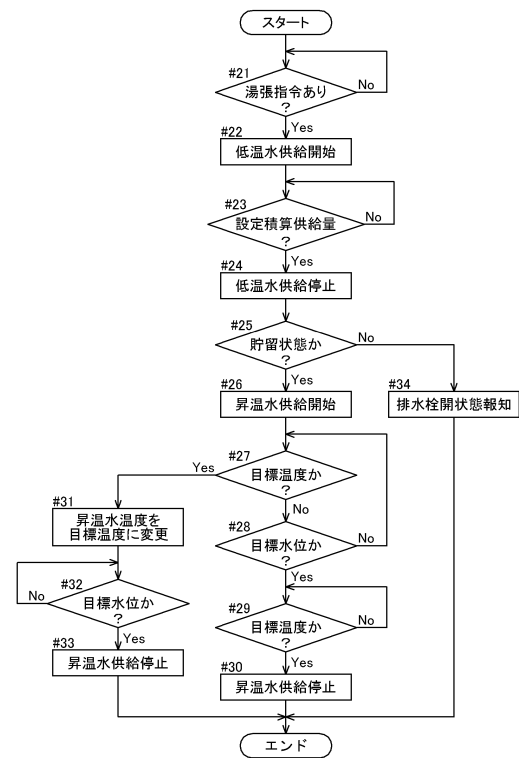 スタート
#21
湯張指令あり
?
No
Yes
#22
低温水供給開始
#23
設定積算供給量
?
No
Yes
#24
低温水供給停止
#25
貯留状態か
?
No
Yes
#26
昇温水供給開始
#34
排水栓開状態報知
#27
目標温度か
?
Yes
No
#31
昇温水温度を
目標温度に変更
#28
目標水位か
?
No
Yes
#32
目標水位か
?
No
Yes
#29
目標温度か
?
No
Yes
#33
昇温水供給停止
#30
昇温水供給停止
エンド